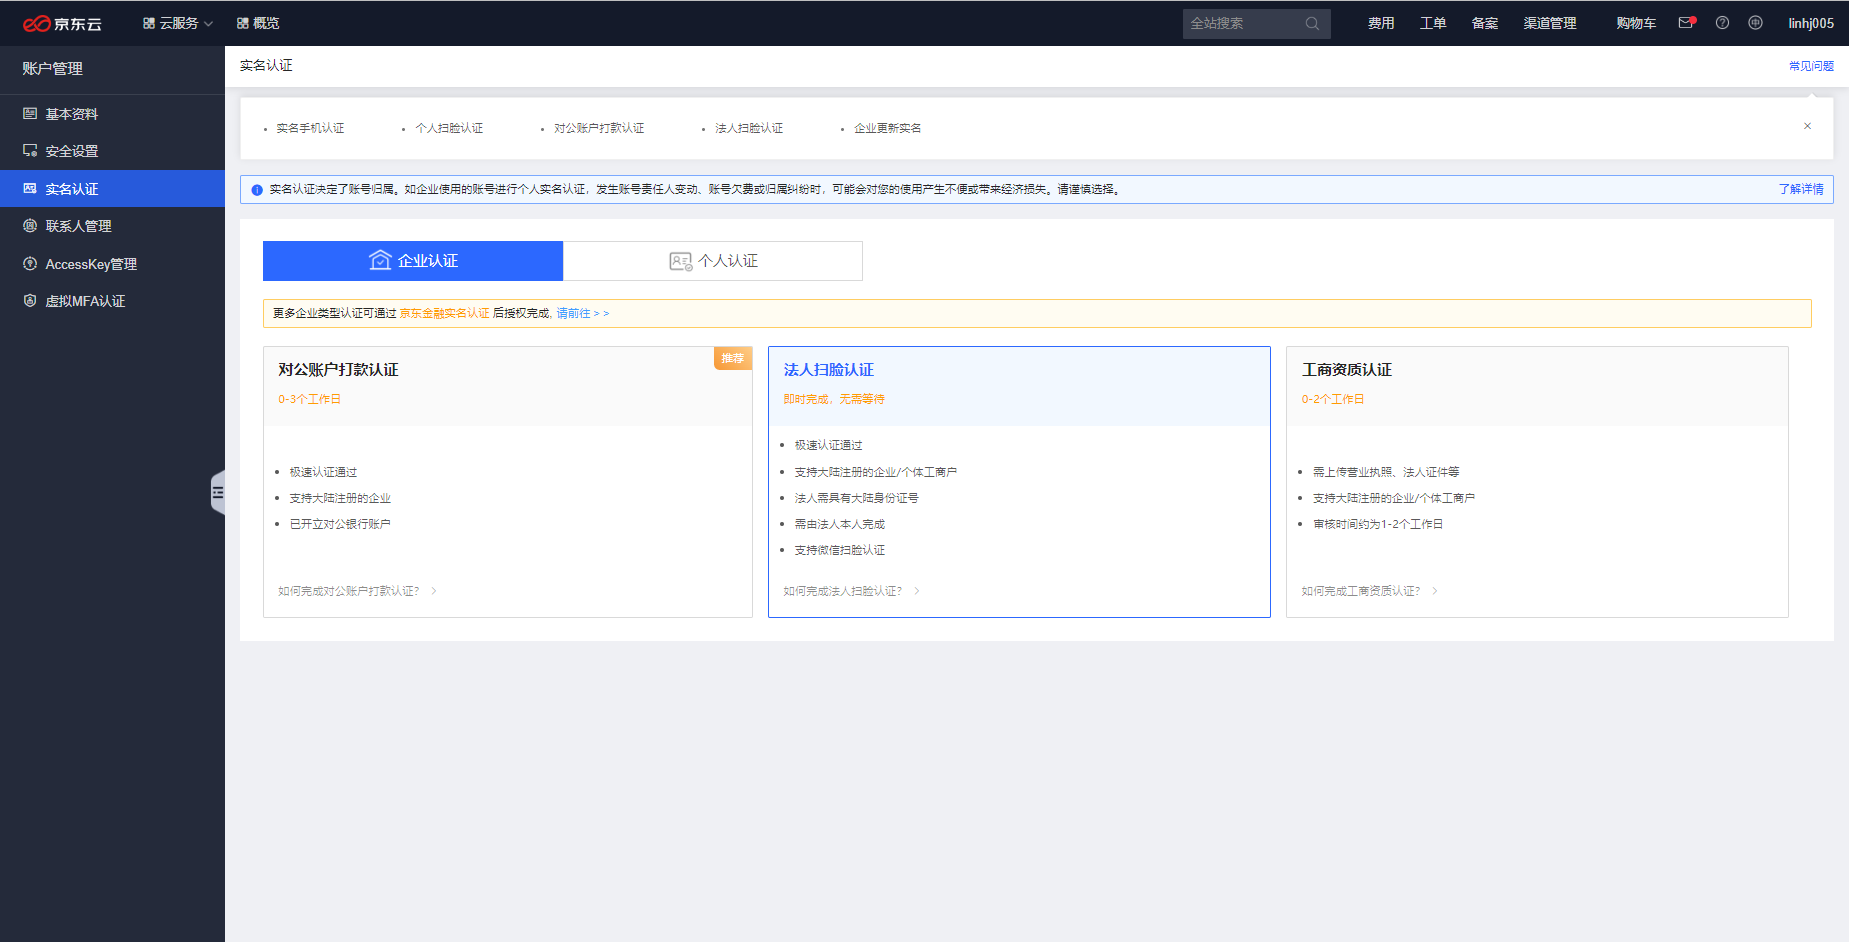 京东云
云服务
概览
全站搜索
费用
工单
备案
渠道管理
购物车
linhj005
账户管理
基本资料
安全设置
实名认证
联系人管理
AccessKey管理
虚拟MFA认证
实名认证
常见问题
实名手机认证
个人扫脸认证
对公账户打款认证
法人扫脸认证
企业更新实名
×
实名认证决定了账号归属。如企业使用的账号进行个人实名认证，发生账号责任人变动、账号欠费或归属纠纷时，可能会对您的使用产生不便或带来经济损失。请谨慎选择。
了解详情
企业认证
个人认证
更多企业类型认证可通过 京东金融实名认证 后授权完成, 请前往 > >
对公账户打款认证
推荐
0-3个工作日
极速认证通过
支持大陆注册的企业
已开立对公银行账户
如何完成对公账户打款认证?
法人扫脸认证
即时完成，无需等待
极速认证通过
支持大陆注册的企业/个体工商户
法人需具有大陆身份证号
需由法人本人完成
支持微信扫脸认证
如何完成法人扫脸认证?
工商资质认证
0-2个工作日
需上传营业执照、法人证件等
支持大陆注册的企业/个体工商户
审核时间约为1-2个工作日
如何完成工商资质认证?